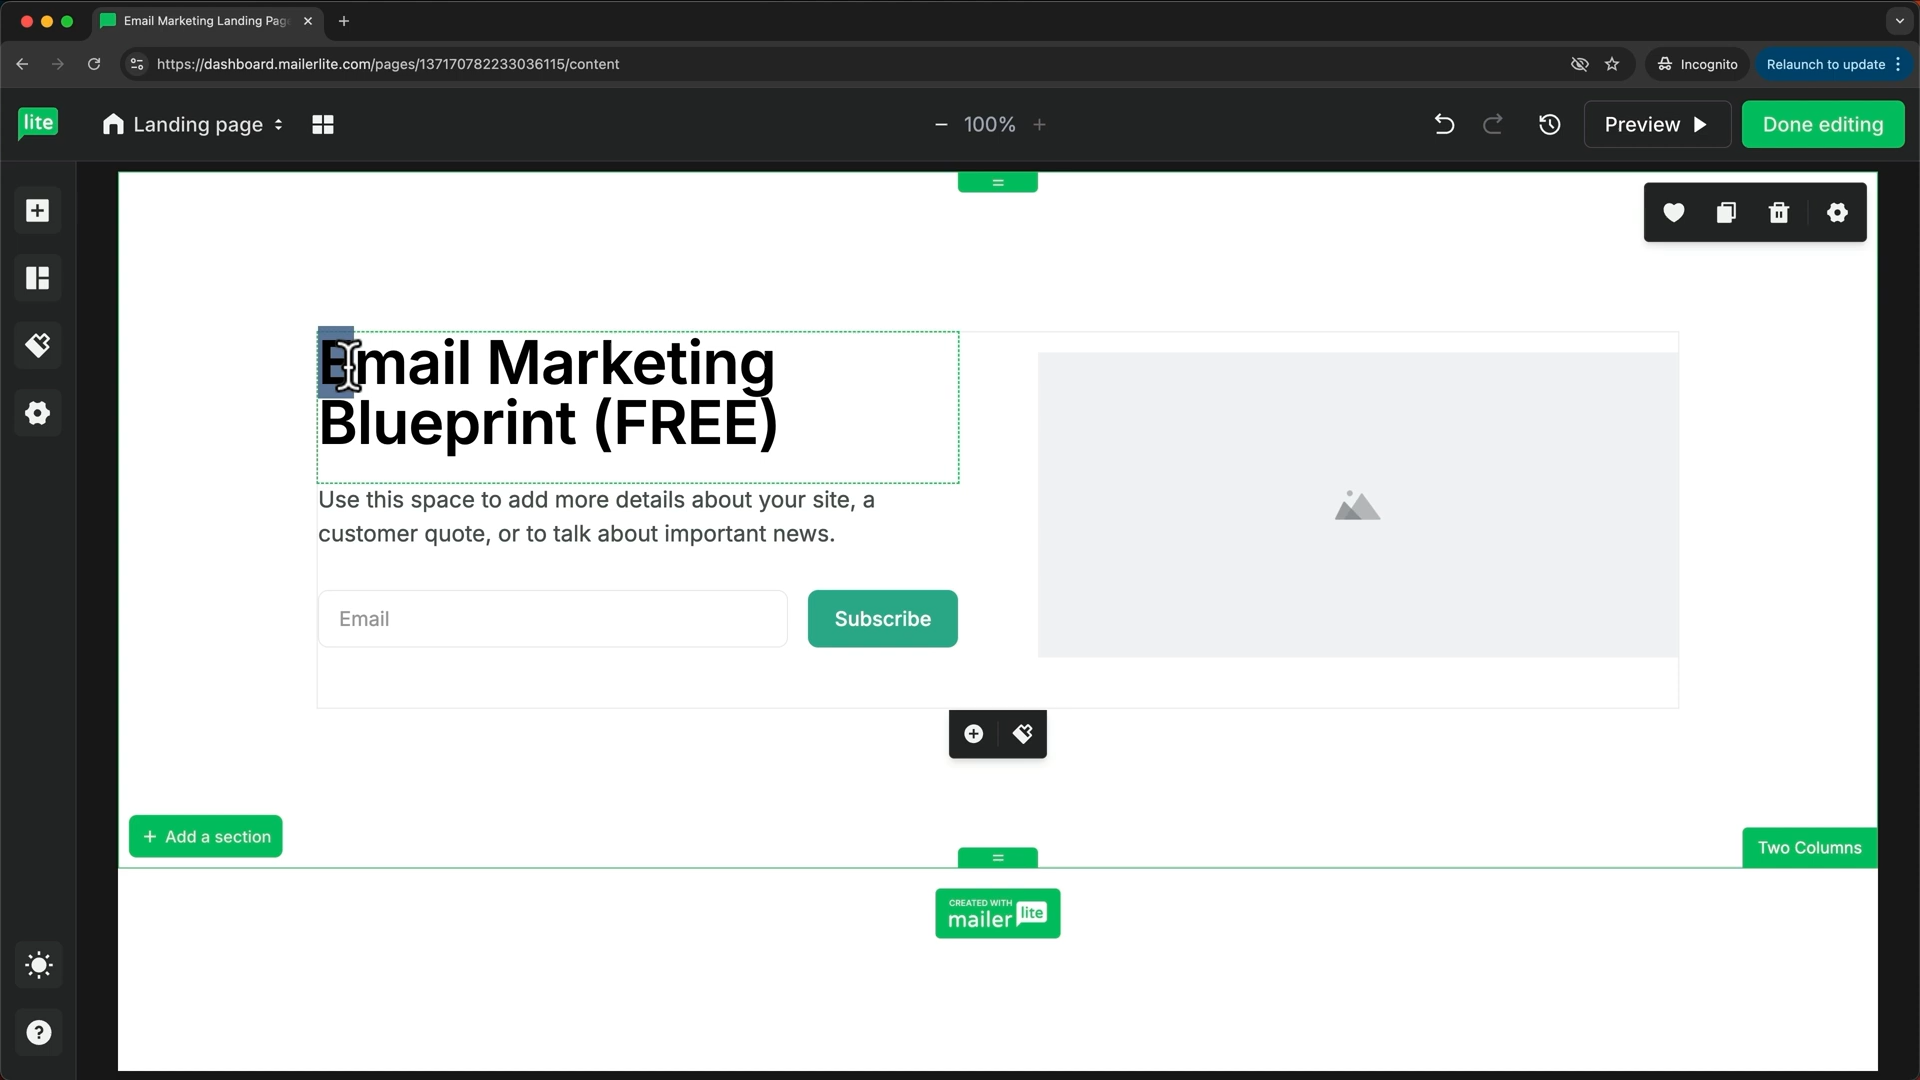 Email Marketing Landing Pag
https://dashboard.mailerlite.com/pages/137170782233036115/content
Incognito
Relaunch to update
lite
Landing page
100%
Preview
Done editing
Email Marketing
Blueprint (FREE)
Use this space to add more details about your site, a
customer quote, or to talk about important news.
Email
Subscribe
+ Add a section
Two Columns
CREATED WITH
mailer lite